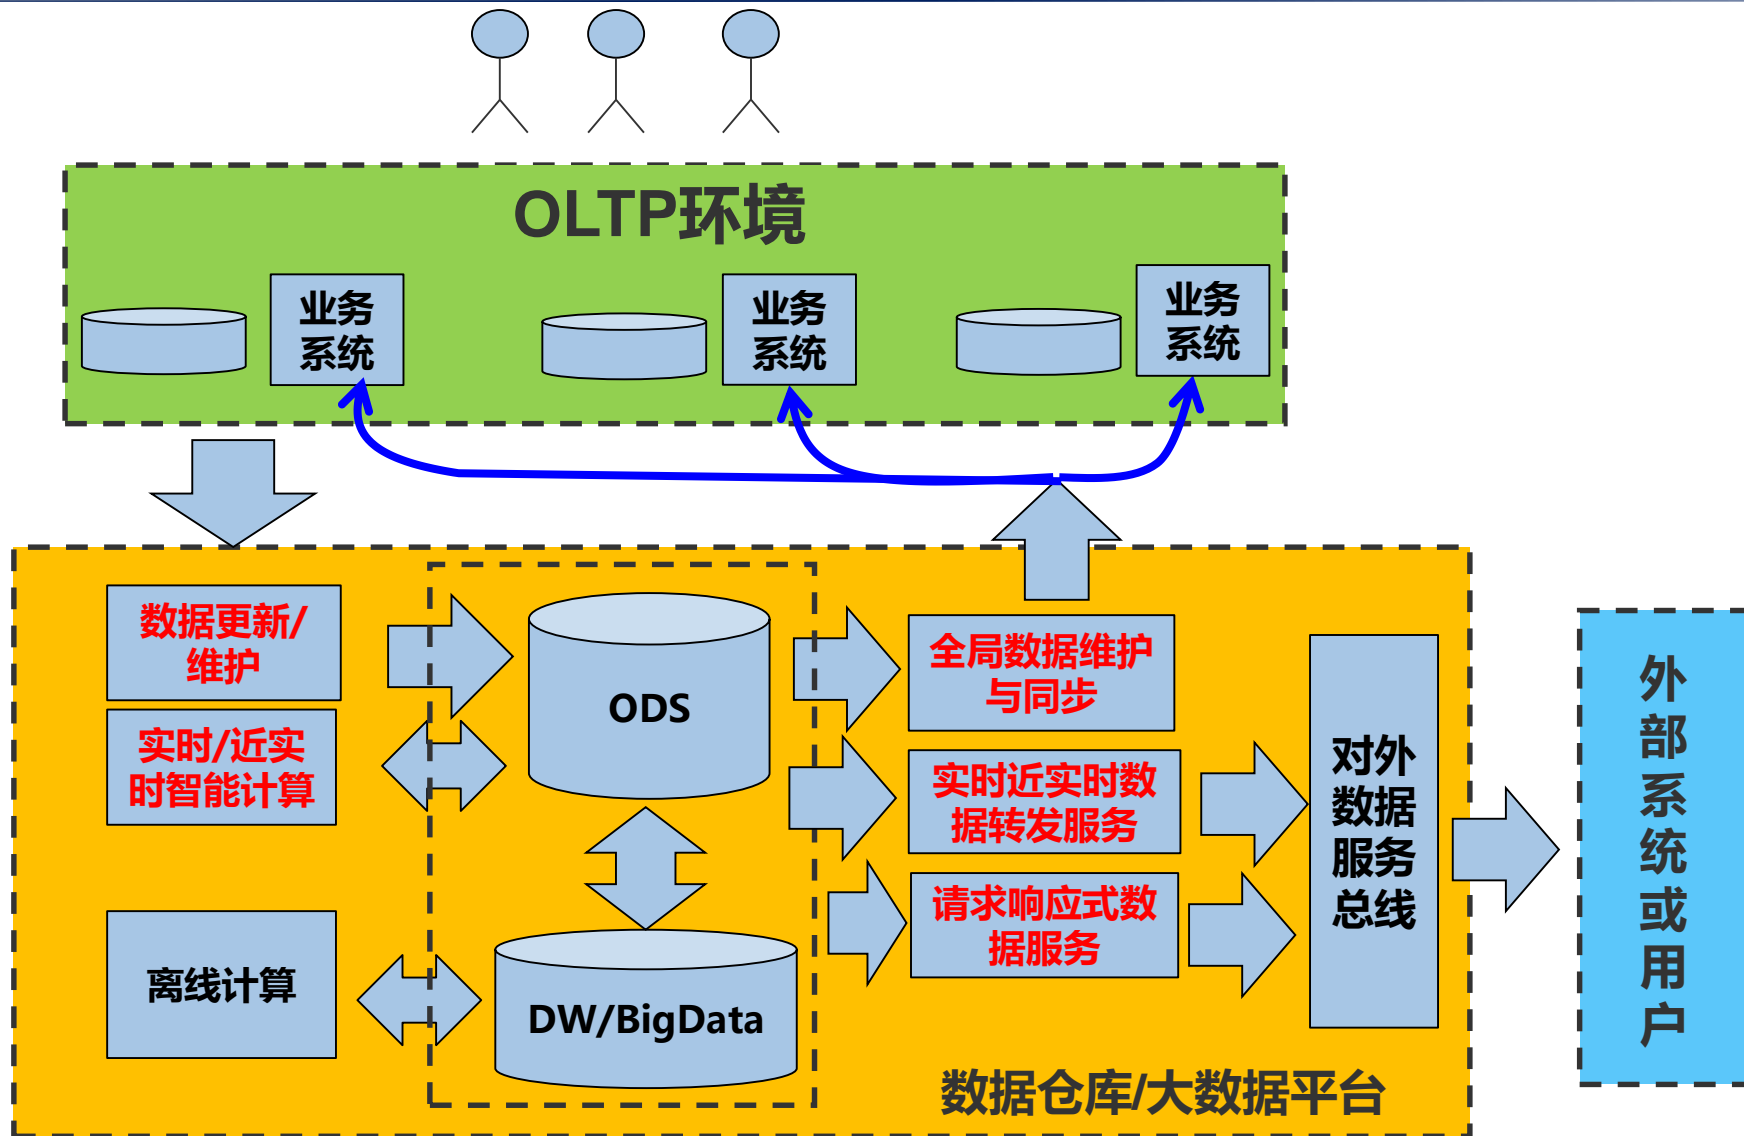 OLTP环境
业务
系统
业务
系统
业务
系统
数据更新/
维护
实时/近实
时智能计算
离线计算
ODS
DW/BigData
全局数据维护
与同步
实时近实时数
据转发服务
请求响应式数
据服务
对外
数据
服务
总线
数据仓库/大数据平台
外
部
系
统
或
用
户